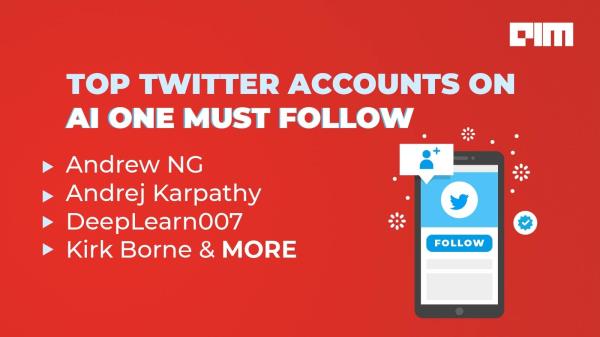 AIM
TOP TWITTER ACCOUNTS ON
AI ONE MUST FOLLOW
Andrew NG
Andrej Karpathy
DeepLearn007
Kirk Borne & MORE
FOLLOW